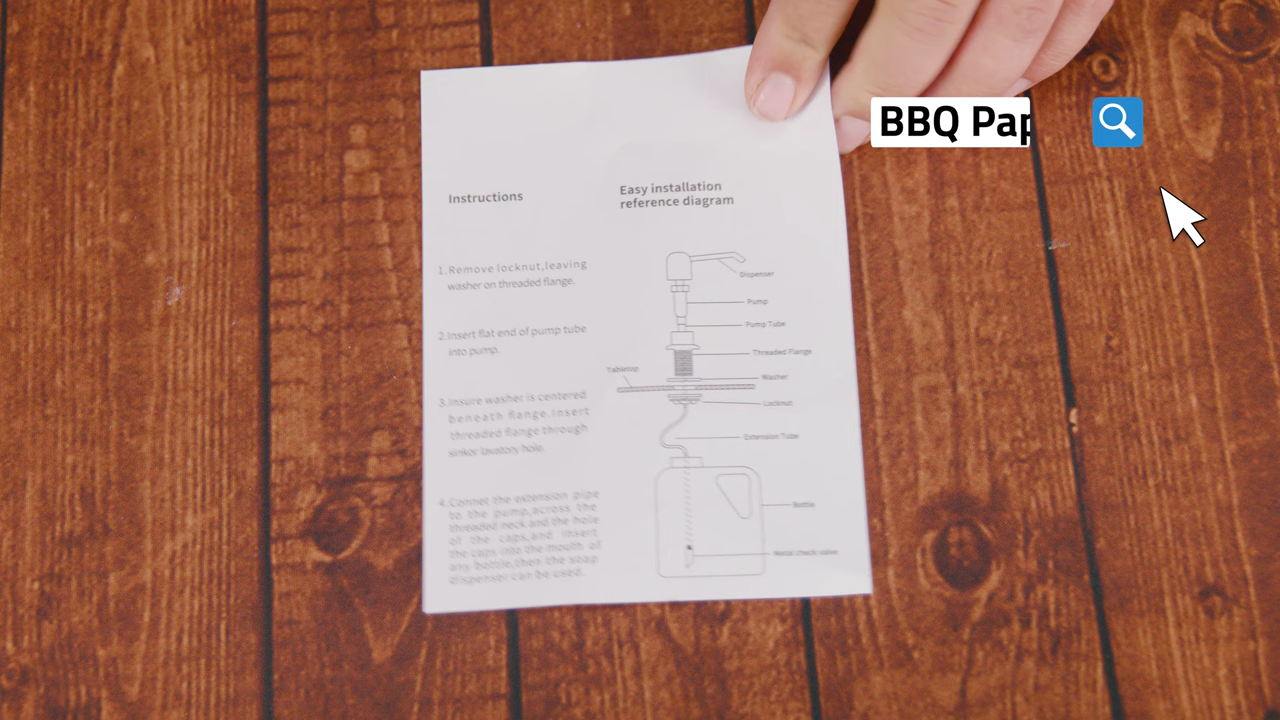 BBQ Pap
Instructions
1.Remove locknut,leaving
washer on threaded flange.
2.Insert flat end of pump tube
into pump.
3.Insure washer is centered
beneath flange.Insert
threaded flange through
sinkor lavatory hole.
4.Connet the extension pipe
to the pump,across the
threaded neck and the hole
of the caps,and insert
the caps into the mouth of
any bottle,then the soap
dispenser can be used.
Easy installation
reference diagram
Dispenser
Pump
Pump Tube
Threaded Flange
Tabletop
Washer
Locknut
Extension Tube
Bottle
Metal check valve